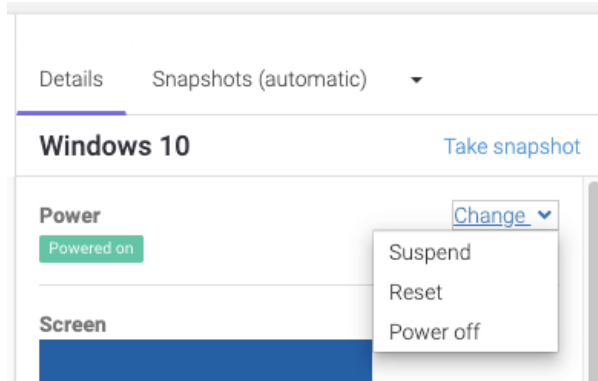 Details Snapshots (automatic)
Windows 10 Take snapshot
Power Change
Powered on
Suspend
Reset
Power off
Screen